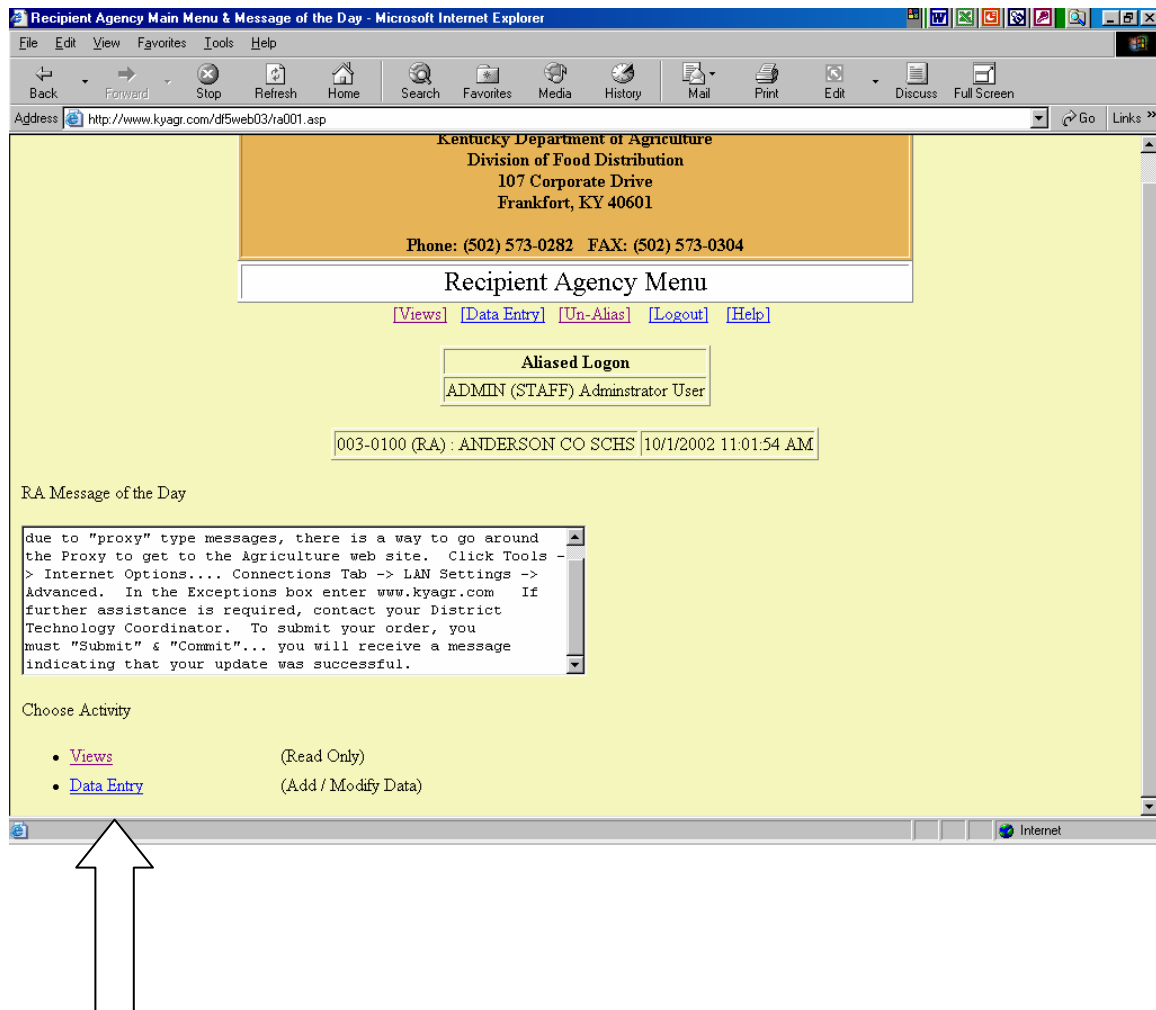 Recipient Agency Main Menu & Message of the Day - Microsoft Internet Explorer
File Edit View Favorites Tools Help
Back Forward Stop Refresh Home Search Favorites Media History Mail Print Edit Discuss Full Screen
Address http://www.kyagr.com/df5web03/ra001.asp Go Links »
Kentucky Department of Agriculture
Division of Food Distribution
107 Corporate Drive
Frankfort, KY 40601
Phone: (502) 573-0282 FAX: (502) 573-0304
Recipient Agency Menu
[Views] [Data Entry] [Un-Alias] [Logout] [Help]
Aliased Logon
ADMIN (STAFF) Adminstrator User
003-0100 (RA) : ANDERSON CO SCHS 10/1/2002 11:01:54 AM
RA Message of the Day
due to "proxy" type messages, there is a way to go around
the Proxy to get to the Agriculture web site. Click Tools -
> Internet Options.... Connections Tab -> LAN Settings ->
Advanced. In the Exceptions box enter www.kyagr.com If
further assistance is required, contact your District
Technology Coordinator. To submit your order, you
must "Submit" & "Commit"... you will receive a message
indicating that your update was successful.
Choose Activity
• Views (Read Only)
• Data Entry (Add / Modify Data)
Internet